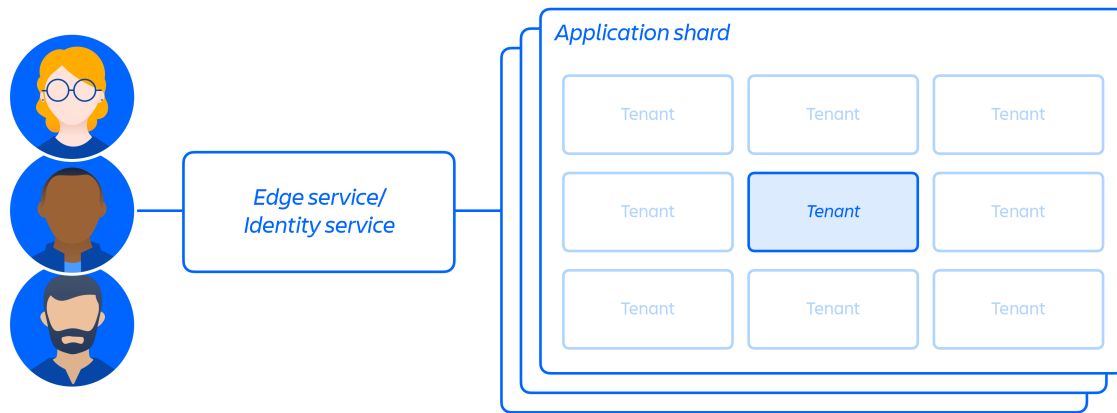 Application shard
Edge service/
Identity service
Tenant
Tenant
Tenant
Tenant
Tenant
Tenant
Tenant
Tenant
Tenant